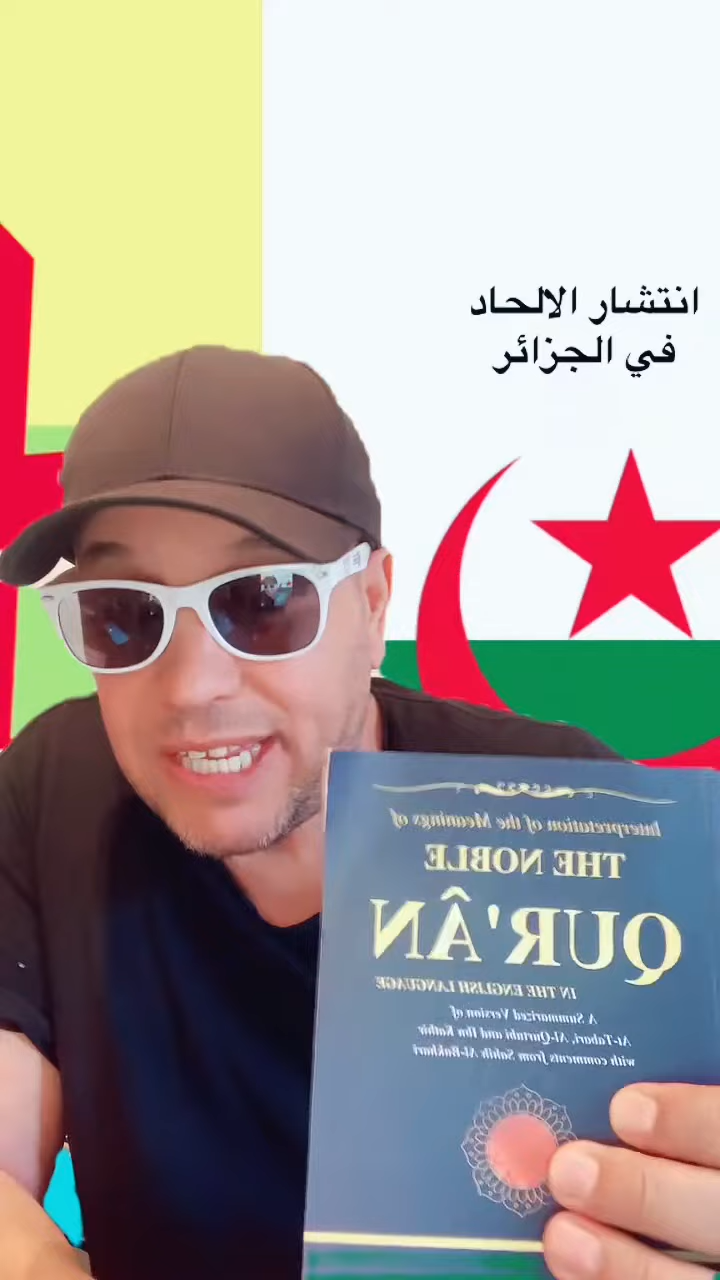 انتشار الالحاد
في الجزائر
Interpretation of the Meanings of
THE NOBLE
QUR'ÂN
IN THE ENGLISH LANGUAGE
A Summarized Version of
At-Tabari, Al-Qurtubi and Ibn Kathir
with comments from Sahih Al-Bukhari